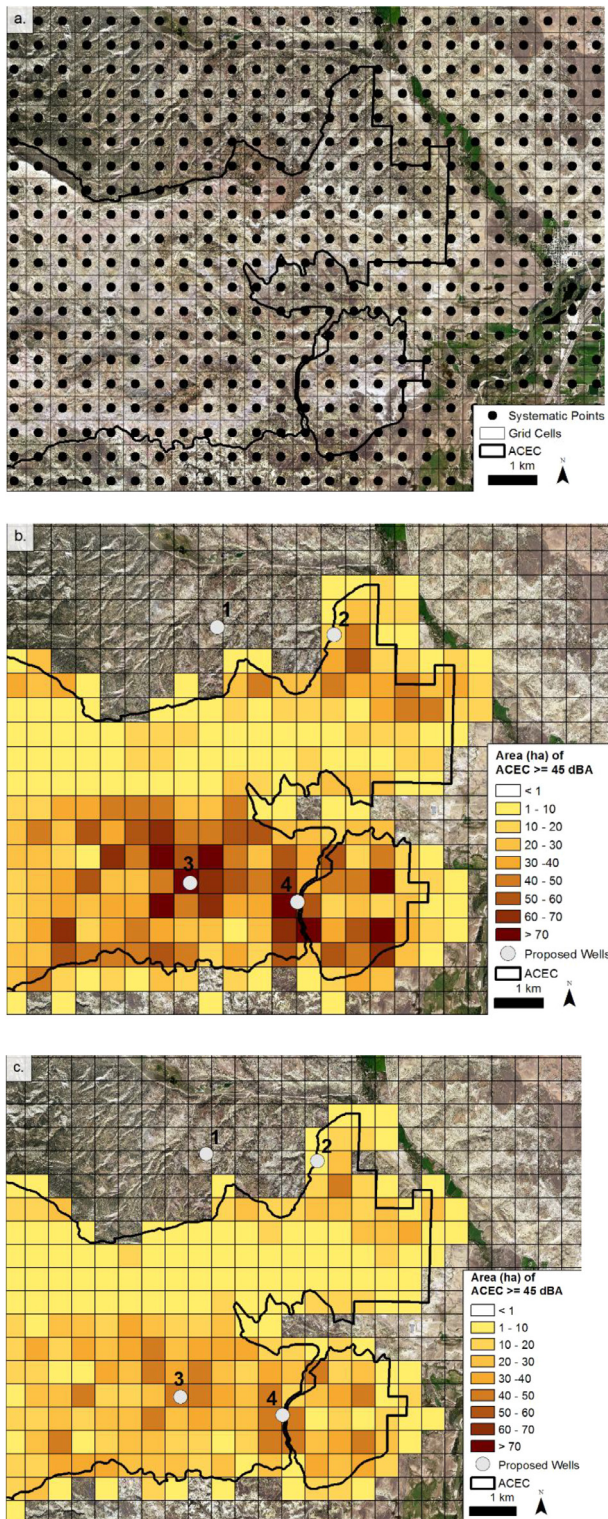 a.
Systematic Points
Grid Cells
ACEC
1 km
N
b.
1
2
3
4
Area (ha) of
ACEC >= 45 dBA
< 1
1 - 10
10 - 20
20 - 30
30 -40
40 - 50
50 - 60
60 - 70
> 70
Proposed Wells
ACEC
1 km
N
c.
1
2
3
4
Area (ha) of
ACEC >= 45 dBA
< 1
1 - 10
10 - 20
20 - 30
30 -40
40 - 50
50 - 60
60 - 70
> 70
Proposed Wells
ACEC
1 km
N